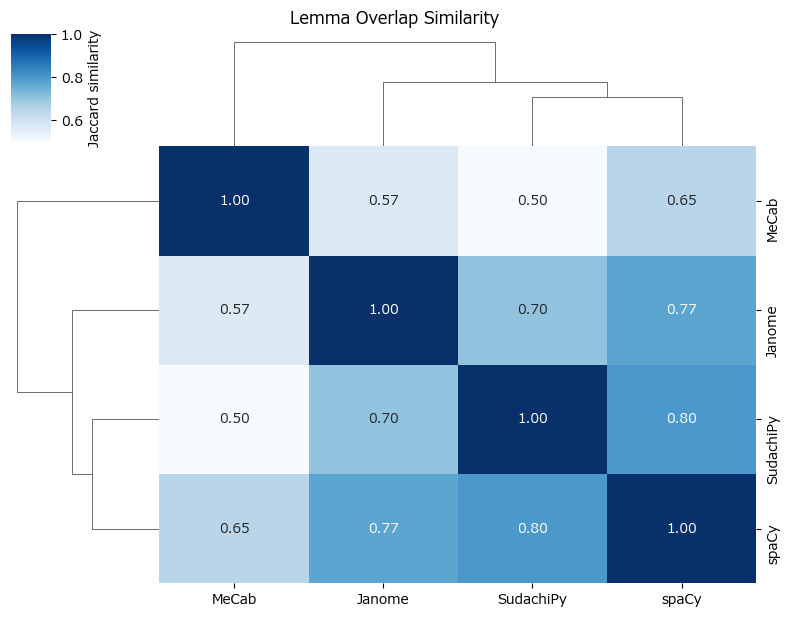 Lemma Overlap Similarity
1.0
0.8
0.6
Jaccard similarity
1.00 0.57 0.50 0.65
MeCab
0.57 1.00 0.70 0.77
Janome
0.50 0.70 1.00 0.80
SudachiPy
0.65 0.77 0.80 1.00
spaCy
MeCab Janome SudachiPy spaCy